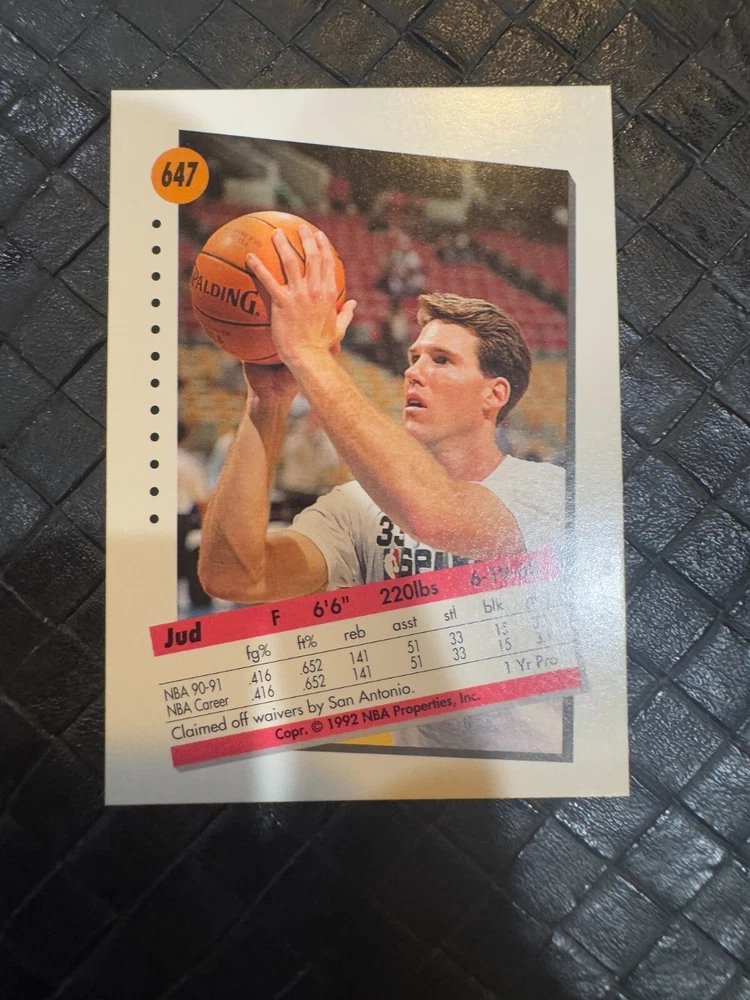 647
SPALDING
33
SPURS
Jud F 6'6" 220lbs
fg% ft% reb asst stl blk
NBA 90-91 .416 .652 141 51 33 15
NBA Career .416 .652 141 51 33 15
Claimed off waivers by San Antonio. 1 Yr Pro
Copr. © 1992 NBA Properties, Inc.